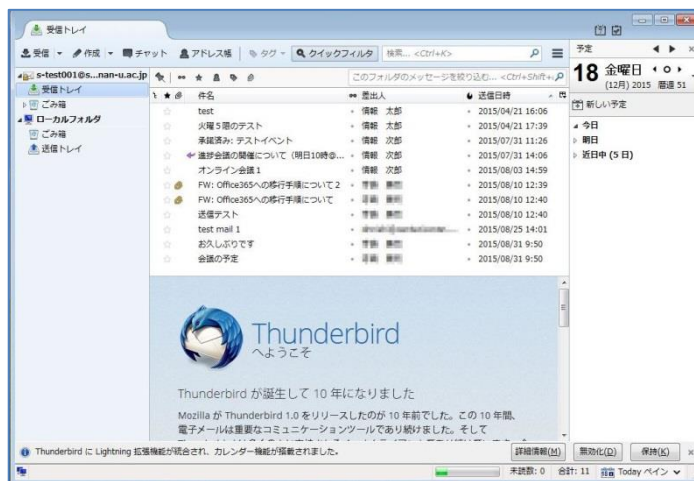 受信トレイ
受信 作成 チャット アドレス帳 タグ クイックフィルタ 検索... <Ctrl+K>
予定
18 金曜日
(12月) 2015 暦週 51
新しい予定
今日
明日
近日中 (5 日)
s-test001@s...nan-u.ac.jp
受信トレイ
ごみ箱
ローカルフォルダ
ごみ箱
送信トレイ
このフォルダのメッセージを絞り込む... <Ctrl+Shift+
件名 差出人 送信日時
test 情報 太郎 2015/04/21 16:06
火曜5限のテスト 情報 太郎 2015/04/21 17:39
承諾済み: テストイベント 情報 次郎 2015/07/31 11:26
進捗会議の開催について（明日10時@... 情報 次郎 2015/07/31 14:06
オンライン会議1 情報 次郎 2015/08/03 14:59
FW: Office365への移行手順について2 2015/08/10 12:39
FW: Office365への移行手順について 2015/08/10 12:40
送信テスト 2015/08/10 12:40
test mail 1 2015/08/25 14:01
お久しぶりです 2015/08/31 9:50
会議の予定 2015/08/31 9:50
Thunderbird
へようこそ
Thunderbird が誕生して 10 年になりました
Mozilla が Thunderbird 1.0 をリリースしたのが 10 年前でした。この 10 年間、
電子メールは重要なコミュニケーションツールであり続けました。そして
Thunderbird に Lightning 拡張機能が統合され、カレンダー機能が搭載されました。 詳細情報(M) 無効化(D) 保持(K)
未読数: 0 合計: 11 Today ペイン